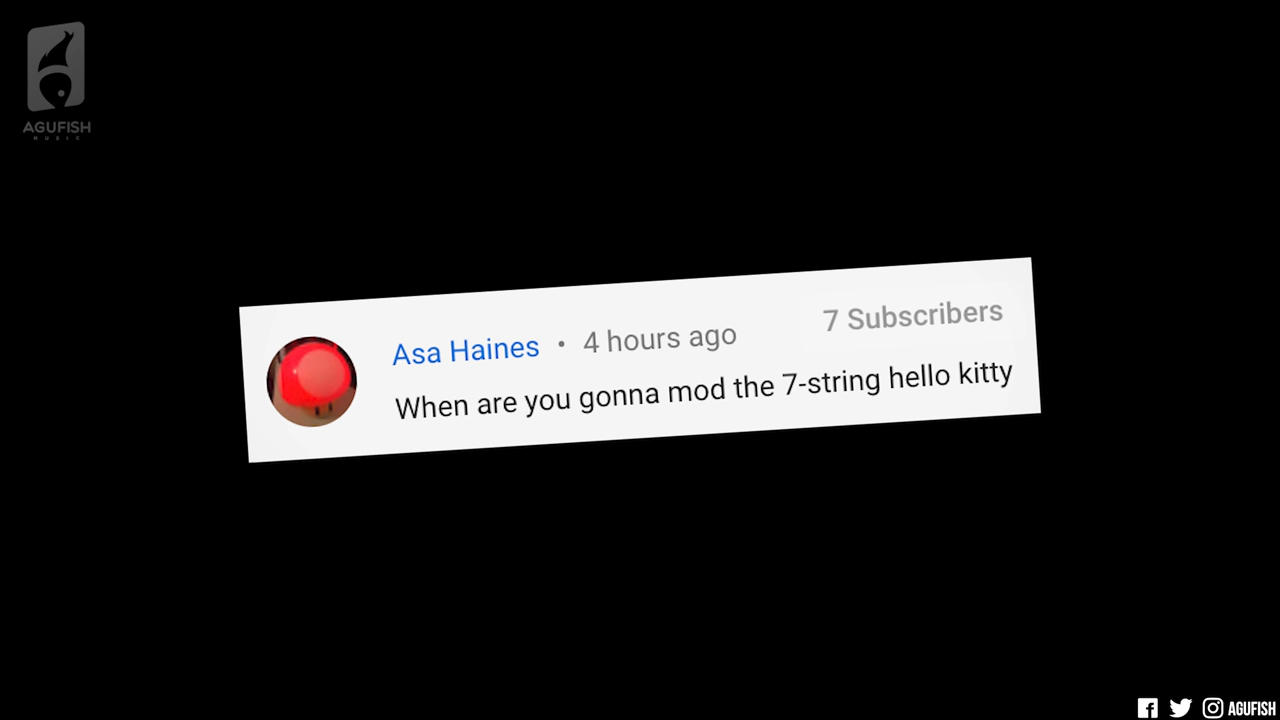 AGUFISH
MUSIC
Asa Haines • 4 hours ago 7 Subscribers
When are you gonna mod the 7-string hello kitty
AGUFISH